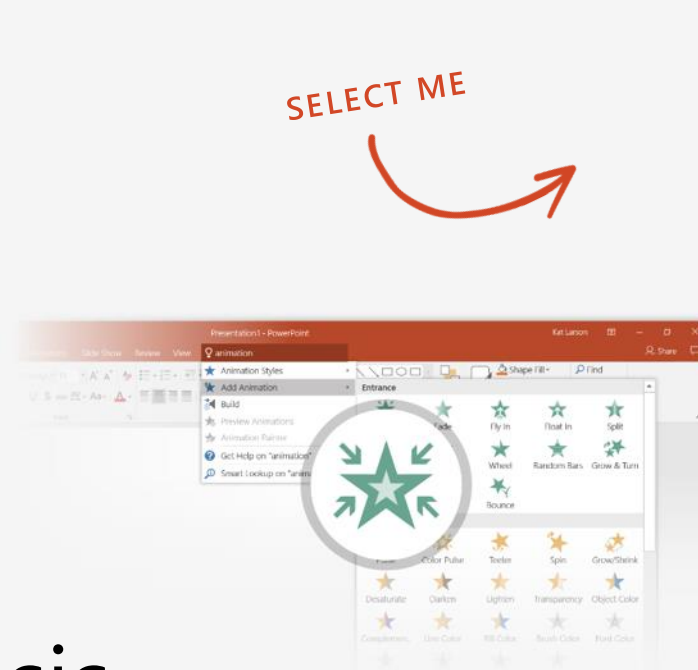 SELECT ME
Presentation1 - PowerPoint
Kat Larson
Slide Show Review View
animation
Share
Animation Styles
Shape Fill
Find
Add Animation
Entrance
Build
Fade Fly In Float In Split
Preview Animations
Animation Painter
Get Help on "animation"
Wheel Random Bars Grow & Turn
Smart Lookup on "anim
Bounce
Color Pulse Teeter Spin Grow/Shrink
Desaturate Darken Lighten Transparency Object Color
Line Color Fill Color Brush Color Font Color